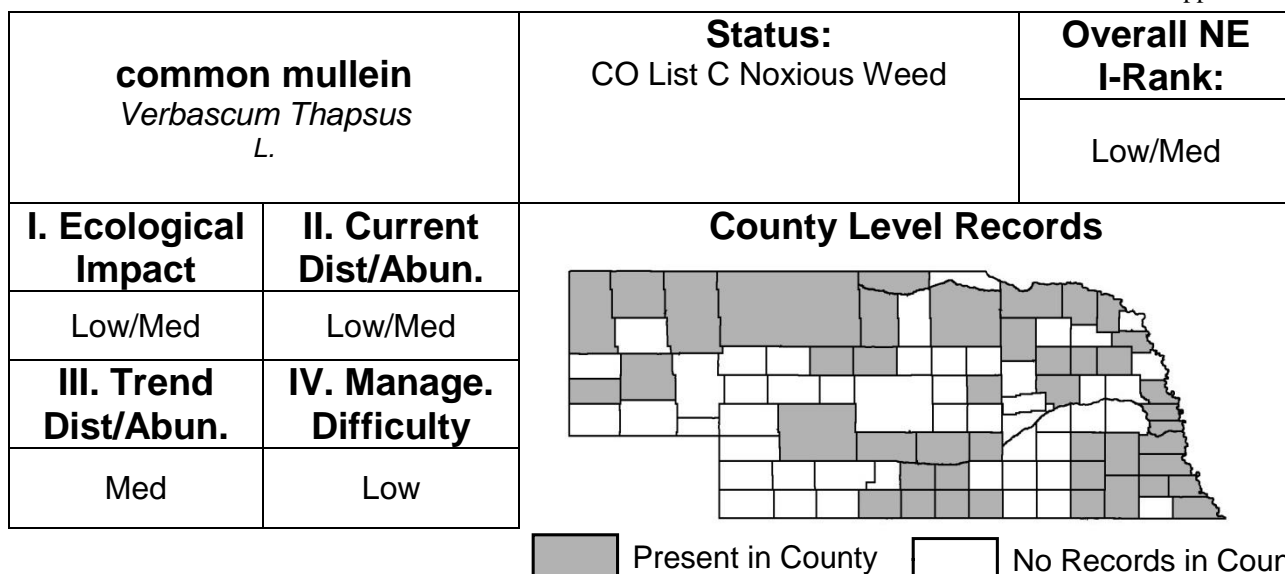 common mullein
Verbascum Thapsus
L.
Status:
CO List C Noxious Weed
Overall NE
I-Rank:
Low/Med
I. Ecological
Impact
II. Current
Dist/Abun.
Low/Med
Low/Med
III. Trend
Dist/Abun.
IV. Manage.
Difficulty
Med
Low
County Level Records
Present in County
No Records in Coun